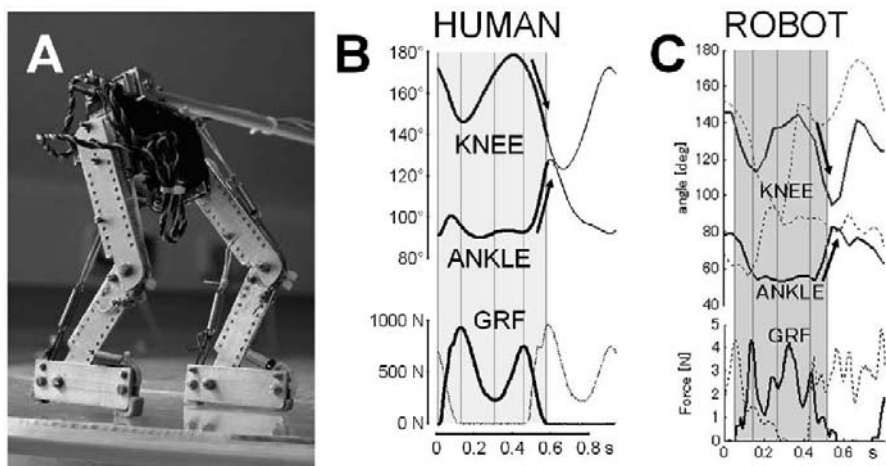 A
HUMAN
B
180°
160°
140°
120°
100°
80°
KNEE
ANKLE
1000 N
500 N
0 N
GRF
0 0.2 0.4 0.6 0.8 s
ROBOT
C
angle [deg]
180
160
140
120
100
80
60
40
KNEE
ANKLE
Force [N]
5
4
3
2
1
0
GRF
0 0.2 0.4 0.6 s